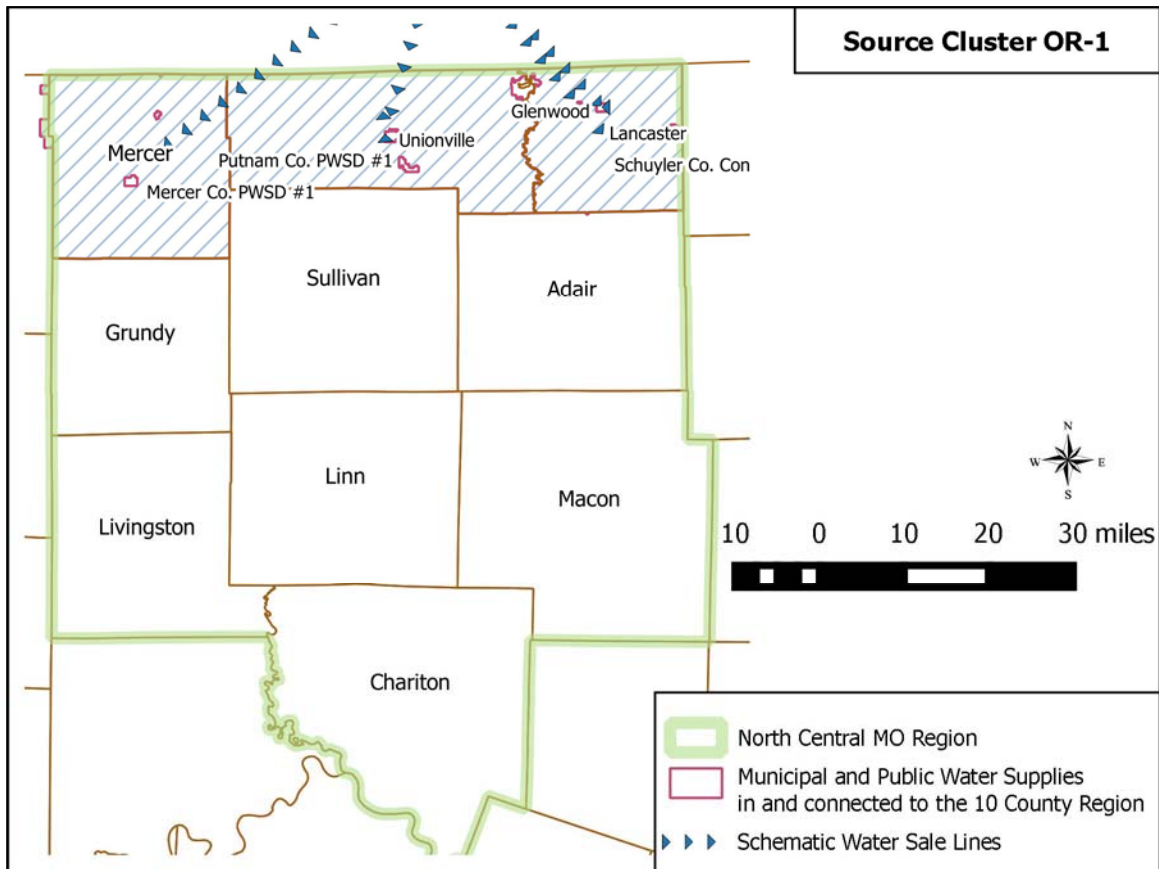 Source Cluster OR-1
Glenwood
Lancaster
Unionville
Mercer
Putnam Co. PWSD #1
Schuyler Co. Con
Mercer Co. PWSD #1
Sullivan
Adair
Grundy
N
W E
S
Linn
Macon
Livingston
10 0 10 20 30 miles
Chariton
North Central MO Region
Municipal and Public Water Supplies
in and connected to the 10 County Region
Schematic Water Sale Lines